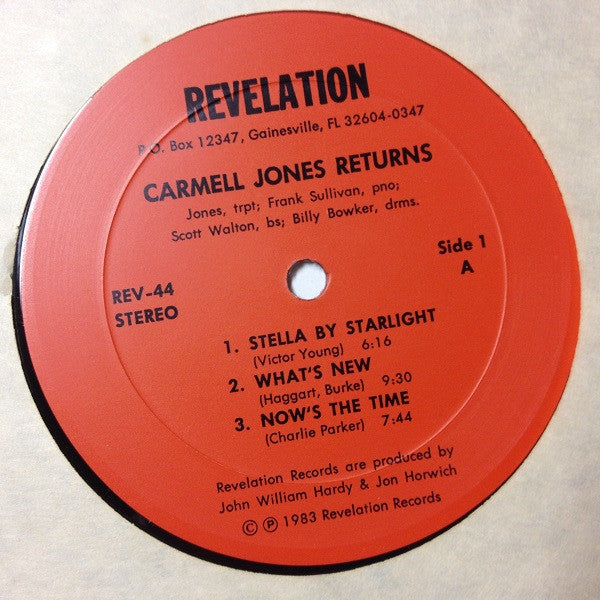 REVELATION
P.O. Box 12347, Gainesville, FL 32604-0347
CARMELL JONES RETURNS
Jones, trpt; Frank Sullivan, pno;
Scott Walton, bs; Billy Bowker, drms.
Side 1
A
REV-44
STEREO
1. STELLA BY STARLIGHT
(Victor Young) 6:16
2. WHAT'S NEW
(Haggart, Burke) 9:30
3. NOW'S THE TIME
(Charlie Parker) 7:44
Revelation Records are produced by
John William Hardy & Jon Horwich
© ℗ 1983 Revelation Records